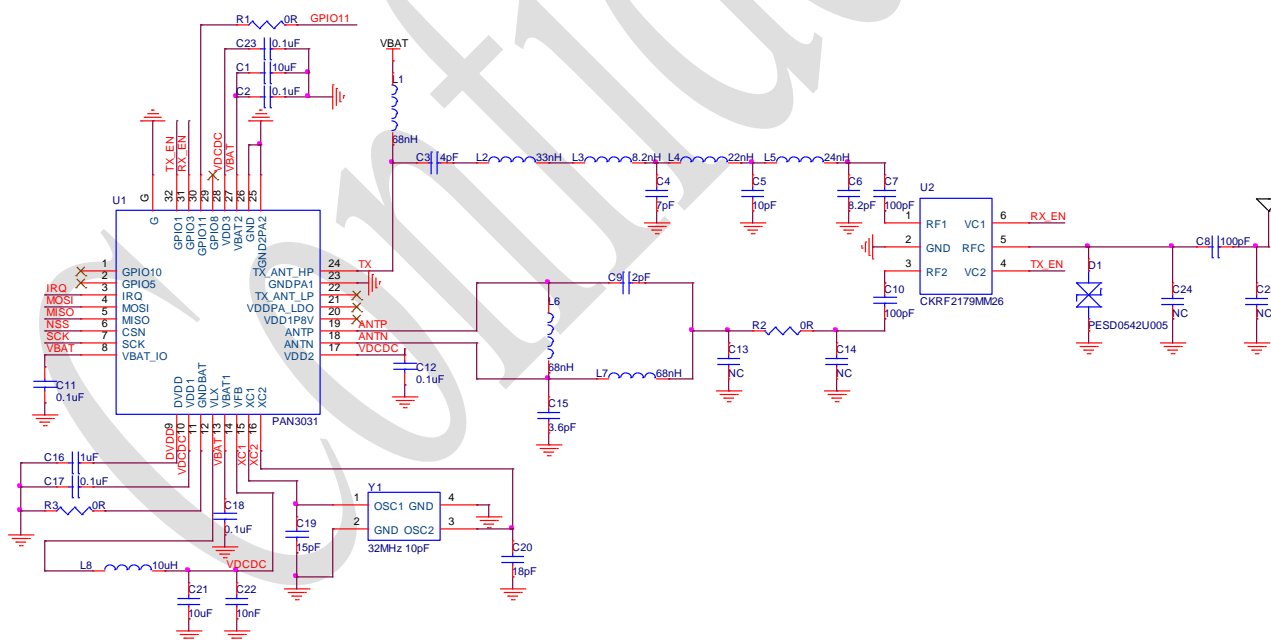 R1 0R GPIO11
C23 0.1uF
C1 10uF
C2 0.1uF
VBAT
L1
68nH
TX_EN
RX_EN
VDCDC
VBAT
C3 4pF
L2 33nH
L3 8.2nH
L4 22nH
L5 24nH
C4
7pF
C5
10pF
C6
8.2pF
C7
100pF
U1
G
32
31
30
29
28
27
26
25
G
GPIO1
GPIO3
GPIO11
GPIO8
VDD3
VBAT2
GND
GND2PA2
1 GPIO10
2 GPIO5
IRQ 3 IRQ
MOSI 4 MOSI
MISO 5 MISO
NSS 6 CSN
SCK 7 SCK
VBAT 8 VBAT_IO
TX_ANT_HP 24 TX
GNDPA1 23
TX_ANT_LP 22
VDDPA_LDO 21
VDD1P8V 20
ANTP 19 ANTP
ANTN 18 ANTN
VDD2 17 VDCDC
DVDD
VDD1
GNDBAT
VLX
VBAT1
VFB
XC1
XC2
PAN3031
DVDD 9
VDCDC 10
11
12
VBAT 13
14
XC1 15
XC2 16
C11
0.1uF
C12
0.1uF
L6
68nH
C9 2pF
L7 68nH
C15
3.6pF
C13
NC
R2 0R
C14
NC
C10
100pF
U2
1 RF1 VC1 6 RX_EN
2 GND RFC 5
3 RF2 VC2 4 TX_EN
CKRF2179MM26
D1
PESD0542U005
C24
NC
C8 100pF
NC
C16 1uF
C17 0.1uF
R3 0R
C18
0.1uF
L8 10uH VDCDC
C21
10uF
C22
10nF
C19
15pF
Y1
1 OSC1 GND 4
2 GND OSC2 3
32MHz 10pF
C20
18pF
Confid